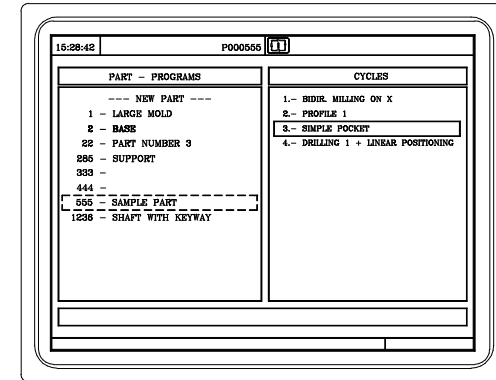 15:28:42 P000555
PART - PROGRAMS
--- NEW PART ---
1 - LARGE MOLD
2 - BASE
22 - PART NUMBER 3
285 - SUPPORT
333 -
444 -
555 - SAMPLE PART
1236 - SHAFT WITH KEYWAY
CYCLES
1.- BIDIR. MILLING ON X
2.- PROFILE 1
3.- SIMPLE POCKET
4.- DRILLING 1 + LINEAR POSITIONING